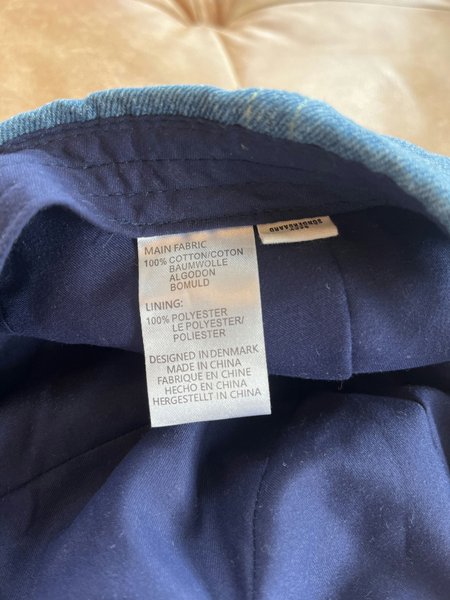 MAIN FABRIC
100% COTTON/COTON
BAUMWOLLE
ALGODON
BOMULD
LINING:
100% POLYESTER
LE POLYESTER/
POLIESTER
DESIGNED IN DENMARK
MADE IN CHINA
FABRIQUE EN CHINE
HECHO EN CHINA
HERGESTELLT IN CHINA
SØNDERGAARD